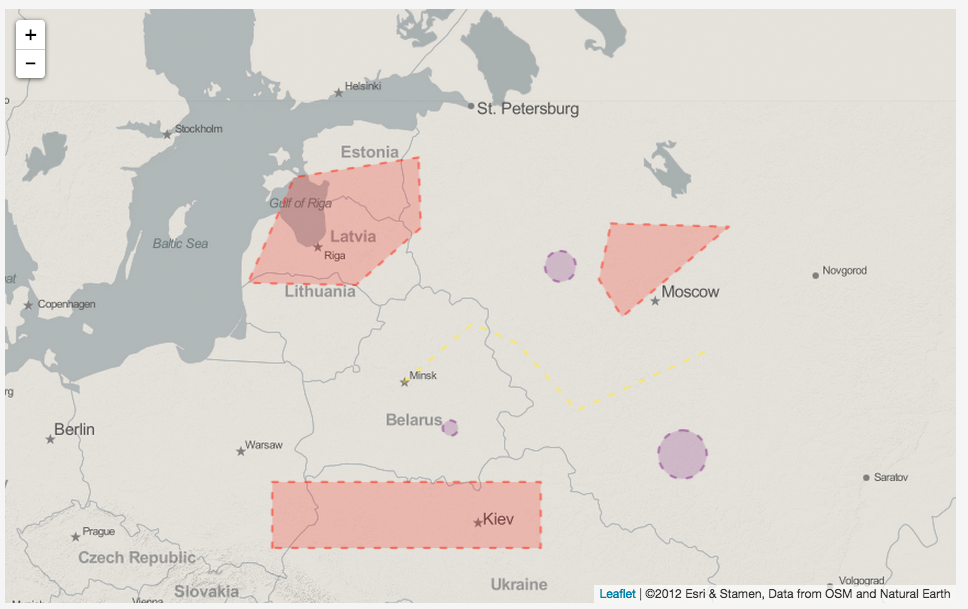 +
−
Helsinki
St. Petersburg
Stockholm
Estonia
Gulf of Riga
Latvia
Riga
Baltic Sea
Novgorod
Lithuania
Moscow
Copenhagen
Minsk
Belarus
Berlin
Warsaw
Saratov
Kiev
Prague
Czech Republic
Ukraine
Slovakia
Volgograd
Vienna
Leaflet | ©2012 Esri & Stamen, Data from OSM and Natural Earth